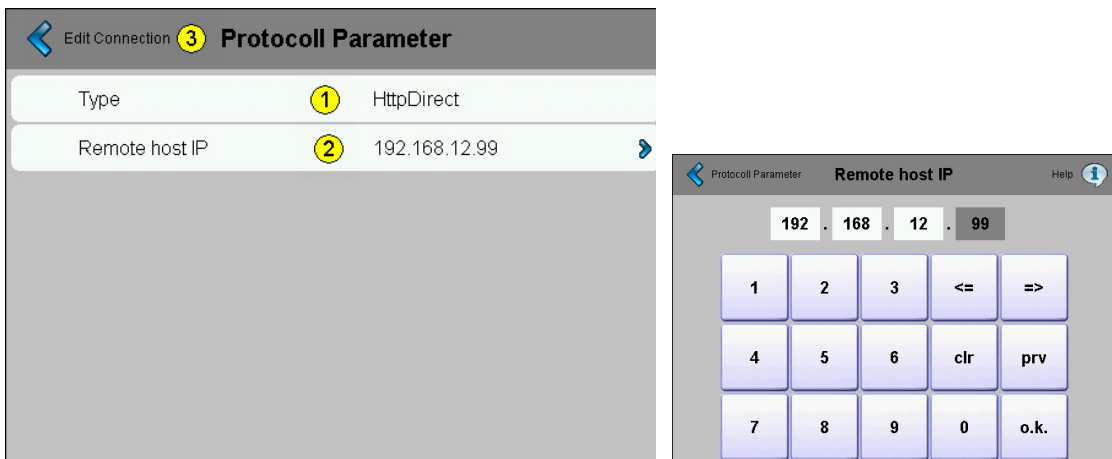 Edit Connection 3 Protocoll Parameter
Type 1 HttpDirect
Remote host IP 2 192.168.12.99
Protocoll Parameter Remote host IP Help i
192 . 168 . 12 . 99
1 2 3 <= =>
4 5 6 clr prv
7 8 9 0 o.k.